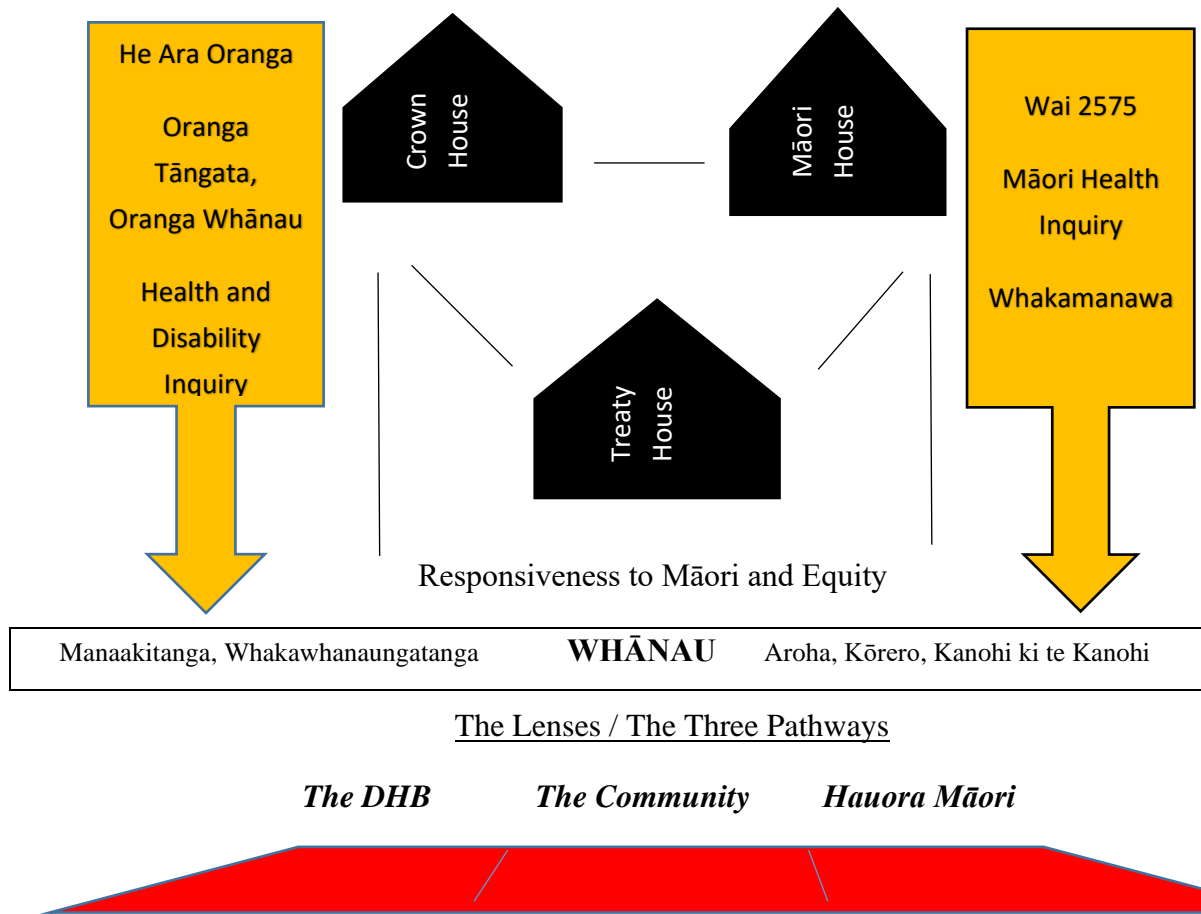 He Ara Oranga
Oranga
Tāngata,
Oranga Whānau
Health and
Disability
Inquiry
Crown
House
Māori
House
Wai 2575
Māori Health
Inquiry
Whakamanawa
Treaty
House
Responsiveness to Māori and Equity
Manaakitanga, Whakawhanaungatanga WHĀNAU Aroha, Kōrero, Kanohi ki te Kanohi
The Lenses / The Three Pathways
The DHB The Community Hauora Māori